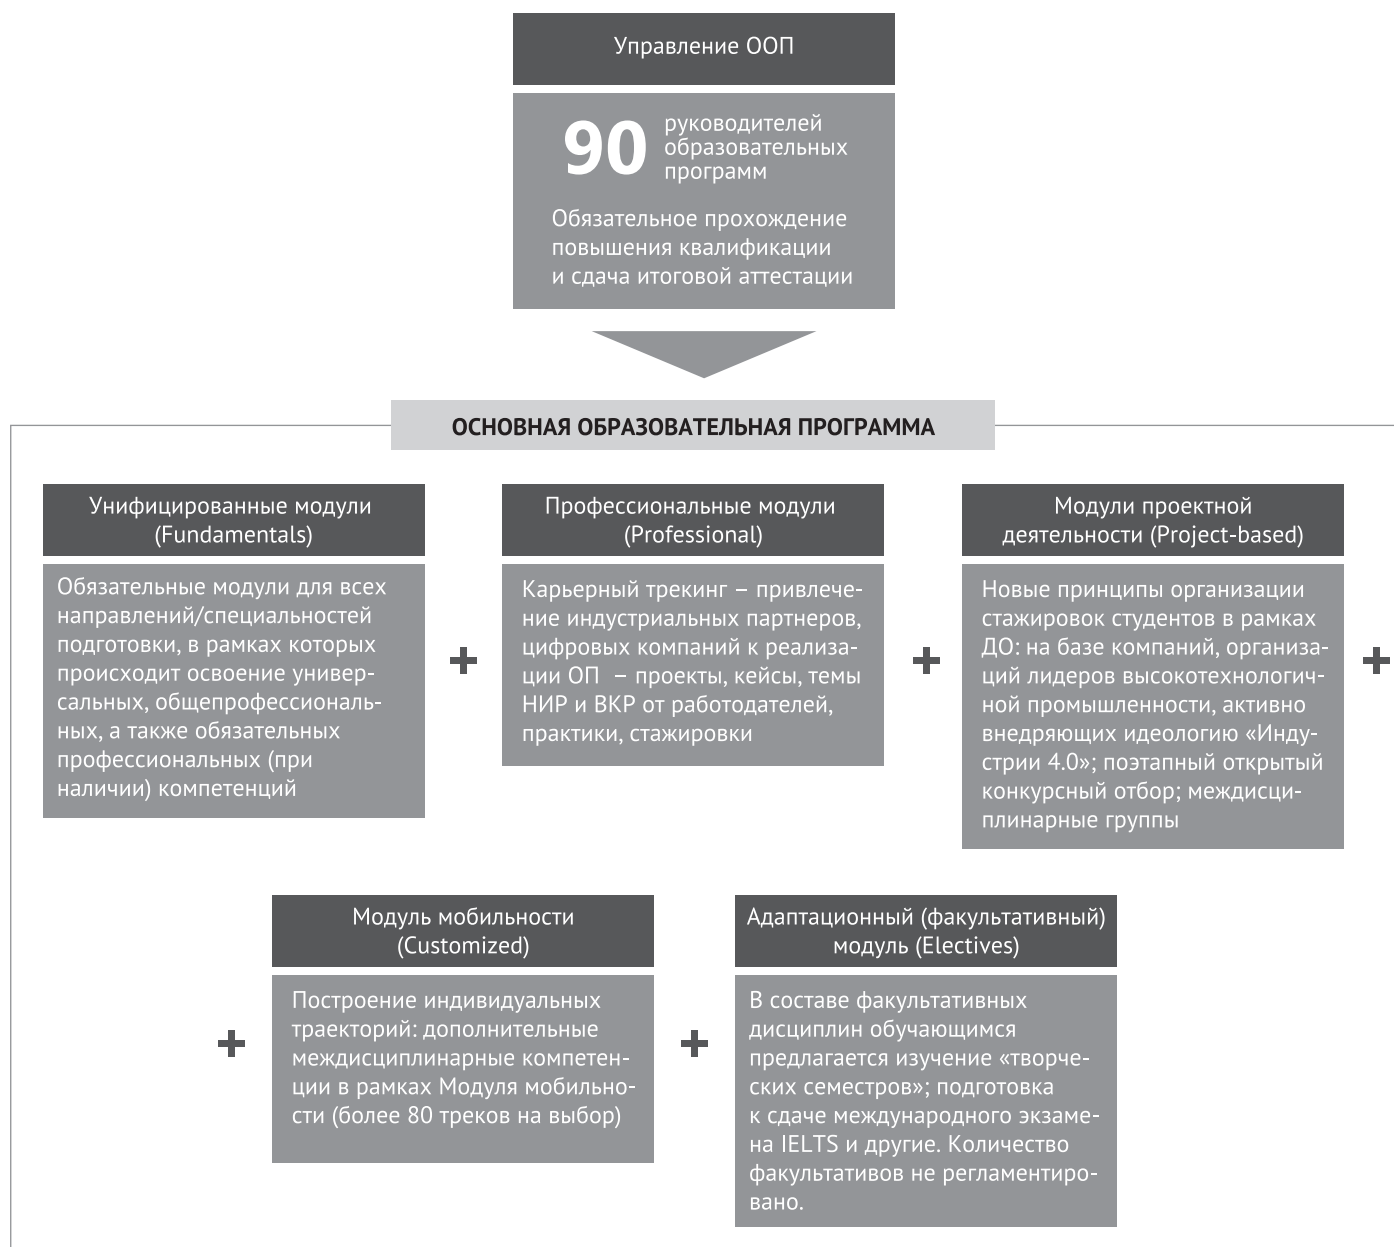 Управление ООП
90
руководителей
образовательных
программ
Обязательное прохождение
повышения квалификации
и сдача итоговой аттестации
ОСНОВНАЯ ОБРАЗОВАТЕЛЬНАЯ ПРОГРАММА
Унифицированные модули
(Fundamentals)
Обязательные модули для всех
направлений/специальностей
подготовки, в рамках которых
происходит освоение универ-
сальных, общепрофессиональ-
ных, а также обязательных
профессиональных (при
наличии) компетенций
+
Профессиональные модули
(Professional)
Карьерный трекинг – привлече-
ние индустриальных партнеров,
цифровых компаний к реализа-
ции ОП – проекты, кейсы, темы
НИР и ВКР от работодателей,
практики, стажировки
+
Модули проектной
деятельности (Project-based)
Новые принципы организации
стажировок студентов в рамках
ДО: на базе компаний, организа-
ций лидеров высокотехнологич-
ной промышленности, активно
внедряющих идеологию «Инду-
стрии 4.0»; поэтапный открытый
конкурсный отбор; междисци-
плинарные группы
+
+
Модуль мобильности
(Customized)
Построение индивидуальных
траекторий: дополнительные
междисциплинарные компетен-
ции в рамках Модуля мобильно-
сти (более 80 треков на выбор)
+
Адаптационный (факультативный)
модуль (Electives)
В составе факультативных
дисциплин обучающимся
предлагается изучение «творче-
ских семестров»; подготовка
к сдаче международного экзаме-
на IELTS и другие. Количество
факультативов не регламентиро-
вано.